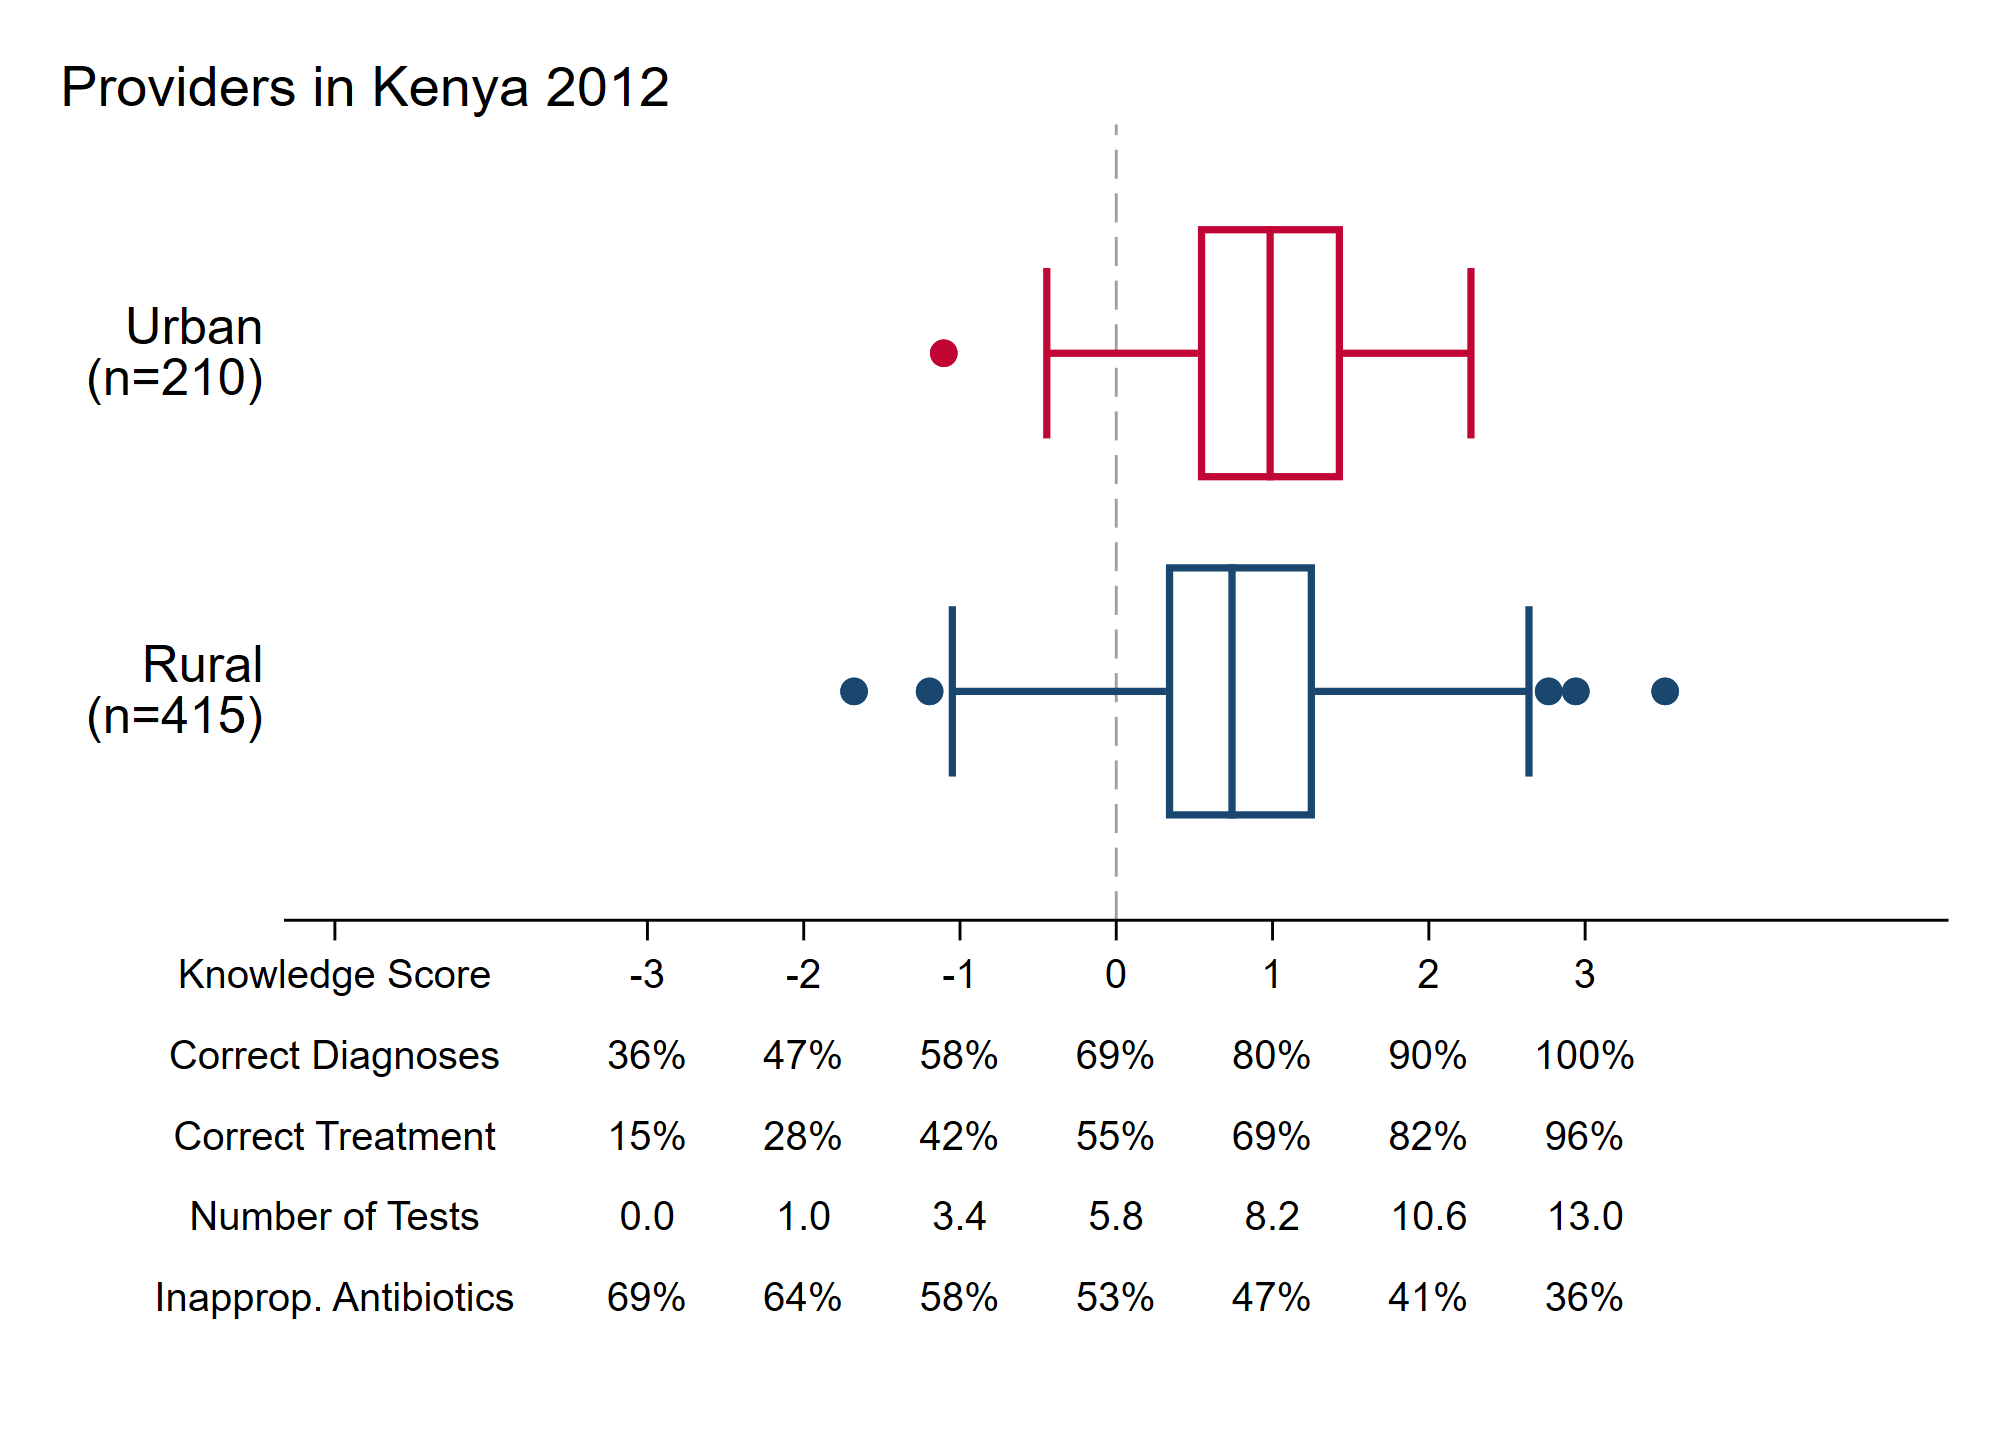 Providers in Kenya 2012
Urban
(n=210)
Rural
(n=415)
Knowledge Score -3 -2 -1 0 1 2 3
Correct Diagnoses 36% 47% 58% 69% 80% 90% 100%
Correct Treatment 15% 28% 42% 55% 69% 82% 96%
Number of Tests 0.0 1.0 3.4 5.8 8.2 10.6 13.0
Inapprop. Antibiotics 69% 64% 58% 53% 47% 41% 36%